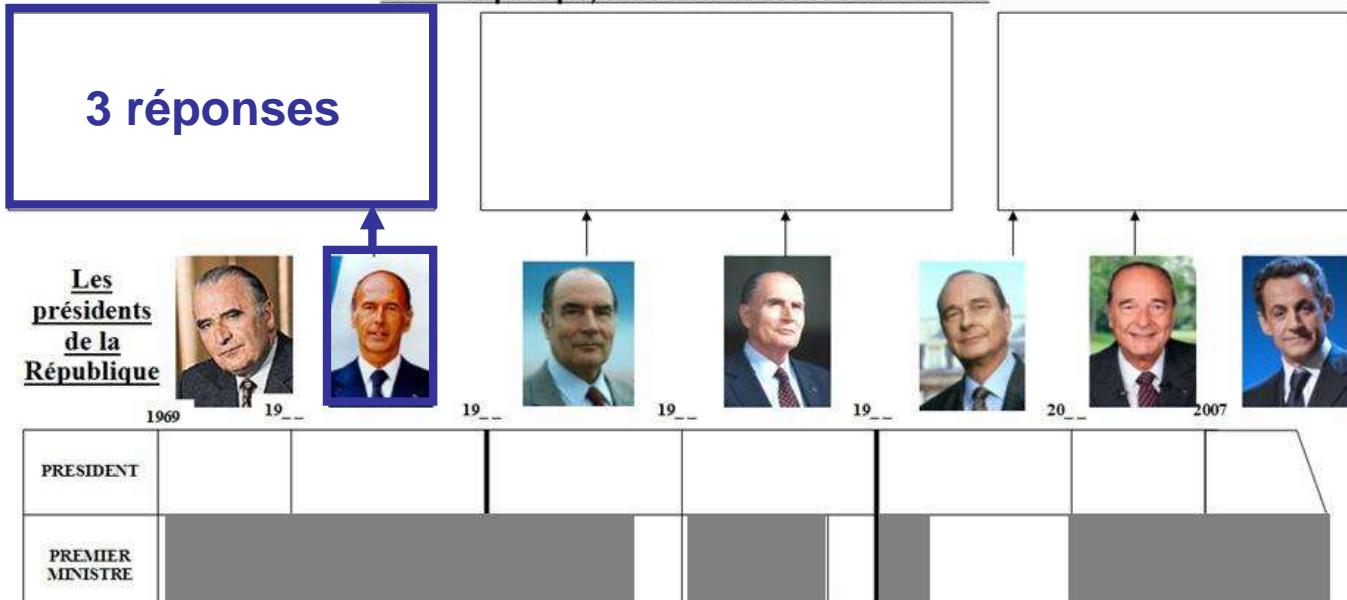 3 réponses
Les
présidents
de la
République
1969
19_ _
19_ _
19_ _
19_ _
20_ _
2007
PRESIDENT
PREMIER
MINISTRE